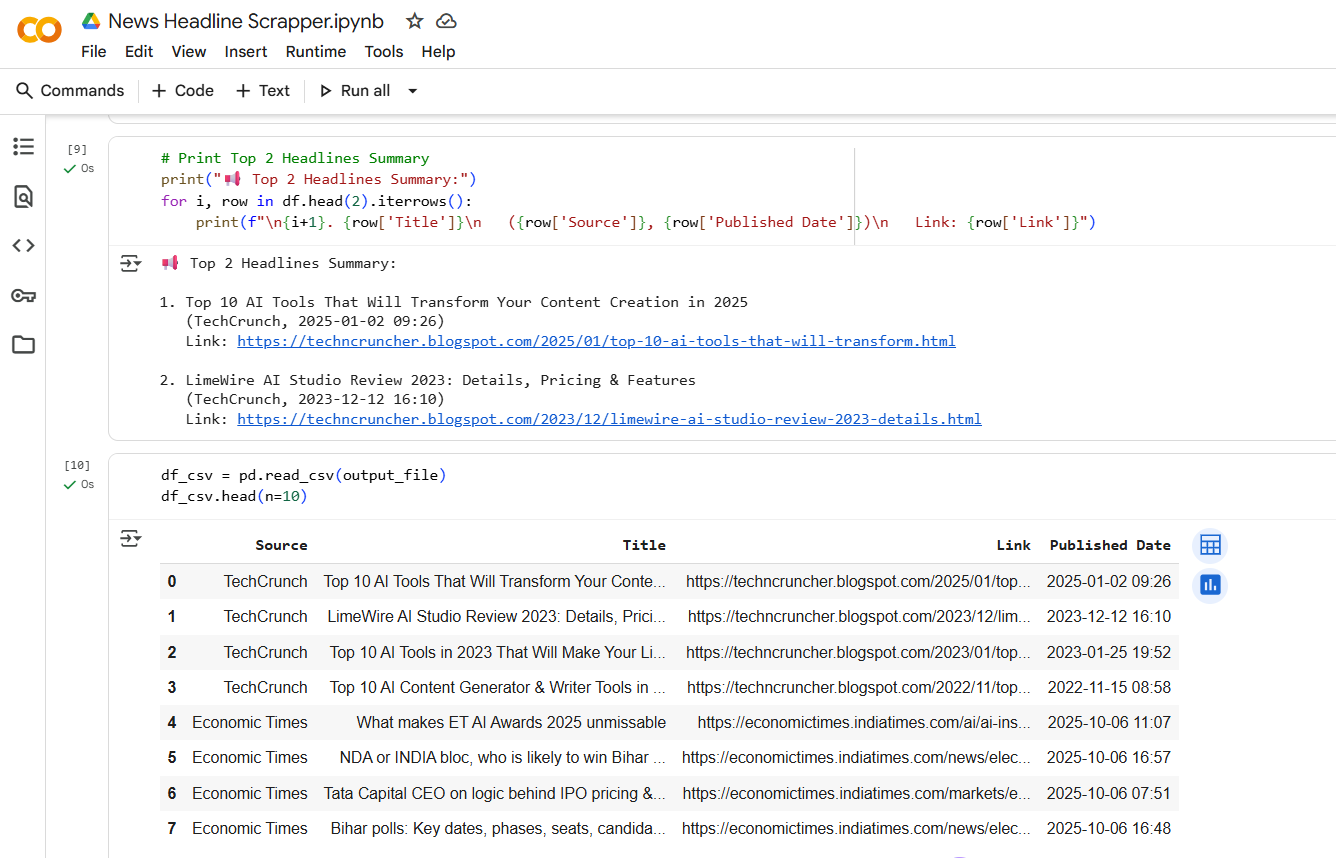 News Headline Scrapper.ipynb
File Edit View Insert Runtime Tools Help
Commands + Code + Text Run all
[9]
0s
# Print Top 2 Headlines Summary
print("📢 Top 2 Headlines Summary:")
for i, row in df.head(2).iterrows():
    print(f"\n{i+1}. {row['Title']}\n   ({row['Source']}, {row['Published Date']})\n   Link: {row['Link']}")
📢 Top 2 Headlines Summary:
1. Top 10 AI Tools That Will Transform Your Content Creation in 2025
   (TechCrunch, 2025-01-02 09:26)
   Link: https://techncruncher.blogspot.com/2025/01/top-10-ai-tools-that-will-transform.html
2. LimeWire AI Studio Review 2023: Details, Pricing & Features
   (TechCrunch, 2023-12-12 16:10)
   Link: https://techncruncher.blogspot.com/2023/12/limewire-ai-studio-review-2023-details.html
[10]
0s
df_csv = pd.read_csv(output_file)
df_csv.head(n=10)
Source Title Link Published Date
0 TechCrunch Top 10 AI Tools That Will Transform Your Conte... https://techncruncher.blogspot.com/2025/01/top... 2025-01-02 09:26
1 TechCrunch LimeWire AI Studio Review 2023: Details, Prici... https://techncruncher.blogspot.com/2023/12/lim... 2023-12-12 16:10
2 TechCrunch Top 10 AI Tools in 2023 That Will Make Your Li... https://techncruncher.blogspot.com/2023/01/top... 2023-01-25 19:52
3 TechCrunch Top 10 AI Content Generator & Writer Tools in ... https://techncruncher.blogspot.com/2022/11/top... 2022-11-15 08:58
4 Economic Times What makes ET AI Awards 2025 unmissable https://economictimes.indiatimes.com/ai/ai-ins... 2025-10-06 11:07
5 Economic Times NDA or INDIA bloc, who is likely to win Bihar ... https://economictimes.indiatimes.com/news/elec... 2025-10-06 16:57
6 Economic Times Tata Capital CEO on logic behind IPO pricing &... https://economictimes.indiatimes.com/markets/e... 2025-10-06 07:51
7 Economic Times Bihar polls: Key dates, phases, seats, candida... https://economictimes.indiatimes.com/news/elec... 2025-10-06 16:48